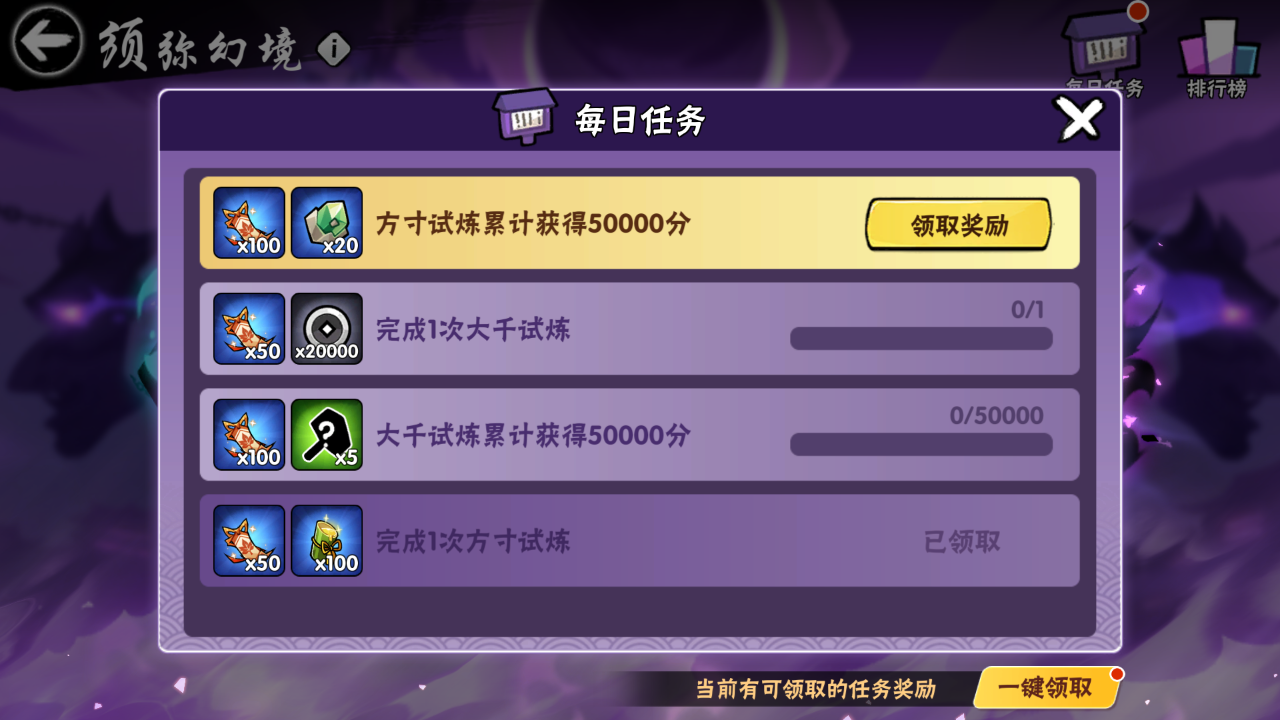 须弥幻境
每日任务
排行榜
每日任务
x100
x20
方寸试炼累计获得50000分
领取奖励
x50
x20000
完成1次大千试炼
0/1
x100
x5
大千试炼累计获得50000分
0/50000
x50
x100
完成1次方寸试炼
已领取
当前有可领取的任务奖励
一键领取